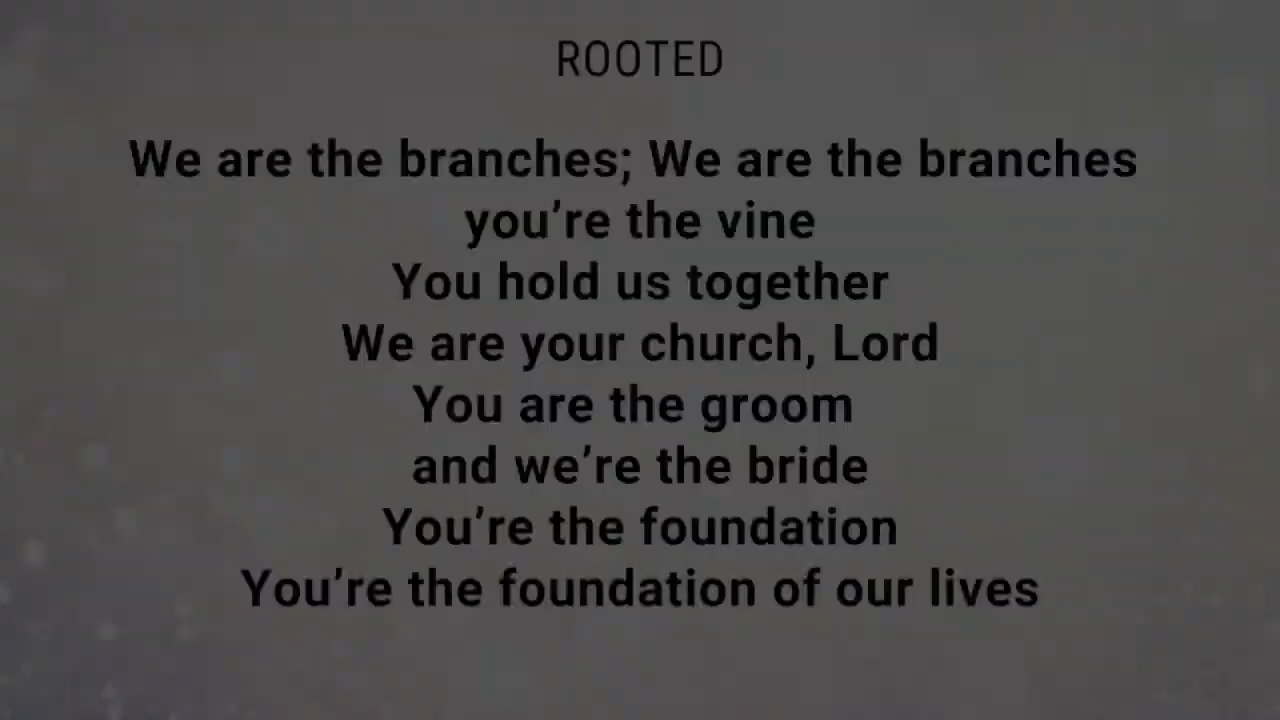 ROOTED
We are the branches; We are the branches
you’re the vine
You hold us together
We are your church, Lord
You are the groom
and we’re the bride
You’re the foundation
You’re the foundation of our lives